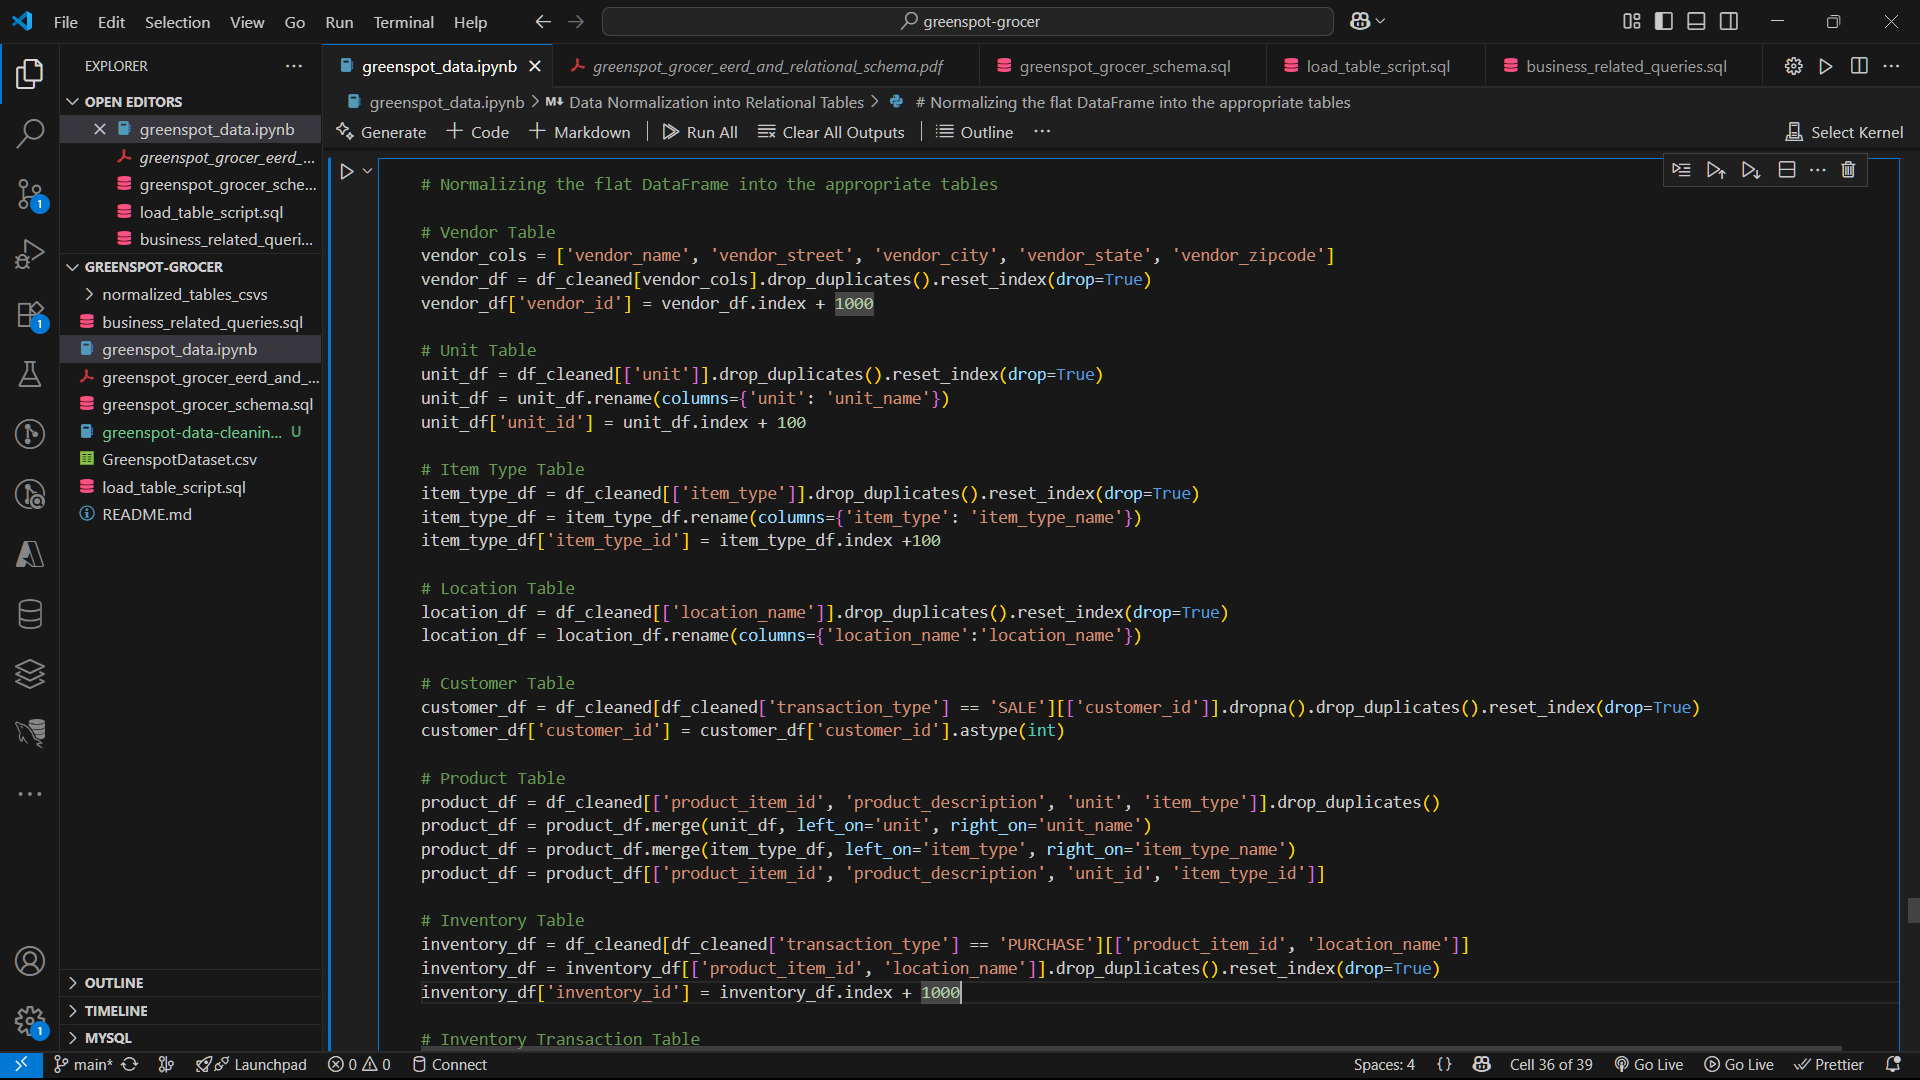 File Edit Selection View Go Run Terminal Help
greenspot-grocer
EXPLORER
OPEN EDITORS
greenspot_data.ipynb
greenspot_grocer_eerd_...
greenspot_grocer_sche...
load_table_script.sql
business_related_queri...
GREENSPOT-GROCER
normalized_tables_csvs
business_related_queries.sql
greenspot_data.ipynb
greenspot_grocer_eerd_and_...
greenspot_grocer_schema.sql
greenspot-data-cleanin... U
GreenspotDataset.csv
load_table_script.sql
README.md
OUTLINE
TIMELINE
MYSQL
1
1
1
greenspot_data.ipynb
greenspot_grocer_eerd_and_relational_schema.pdf
greenspot_grocer_schema.sql
load_table_script.sql
business_related_queries.sql
greenspot_data.ipynb > M Data Normalization into Relational Tables > # Normalizing the flat DataFrame into the appropriate tables
Generate + Code + Markdown Run All Clear All Outputs Outline ... Select Kernel
# Normalizing the flat DataFrame into the appropriate tables
# Vendor Table
vendor_cols = ['vendor_name', 'vendor_street', 'vendor_city', 'vendor_state', 'vendor_zipcode']
vendor_df = df_cleaned[vendor_cols].drop_duplicates().reset_index(drop=True)
vendor_df['vendor_id'] = vendor_df.index + 1000
# Unit Table
unit_df = df_cleaned[['unit']].drop_duplicates().reset_index(drop=True)
unit_df = unit_df.rename(columns={'unit': 'unit_name'})
unit_df['unit_id'] = unit_df.index + 100
# Item Type Table
item_type_df = df_cleaned[['item_type']].drop_duplicates().reset_index(drop=True)
item_type_df = item_type_df.rename(columns={'item_type': 'item_type_name'})
item_type_df['item_type_id'] = item_type_df.index +100
# Location Table
location_df = df_cleaned[['location_name']].drop_duplicates().reset_index(drop=True)
location_df = location_df.rename(columns={'location_name':'location_name'})
# Customer Table
customer_df = df_cleaned[df_cleaned['transaction_type'] == 'SALE'][['customer_id']].dropna().drop_duplicates().reset_index(drop=True)
customer_df['customer_id'] = customer_df['customer_id'].astype(int)
# Product Table
product_df = df_cleaned[['product_item_id', 'product_description', 'unit', 'item_type']].drop_duplicates()
product_df = product_df.merge(unit_df, left_on='unit', right_on='unit_name')
product_df = product_df.merge(item_type_df, left_on='item_type', right_on='item_type_name')
product_df = product_df[['product_item_id', 'product_description', 'unit_id', 'item_type_id']]
# Inventory Table
inventory_df = df_cleaned[df_cleaned['transaction_type'] == 'PURCHASE'][['product_item_id', 'location_name']]
inventory_df = inventory_df[['product_item_id', 'location_name']].drop_duplicates().reset_index(drop=True)
inventory_df['inventory_id'] = inventory_df.index + 1000
# Inventory Transaction Table
main* Launchpad 0 0 Connect
Spaces: 4 {} Cell 36 of 39 Go Live Go Live Prettier